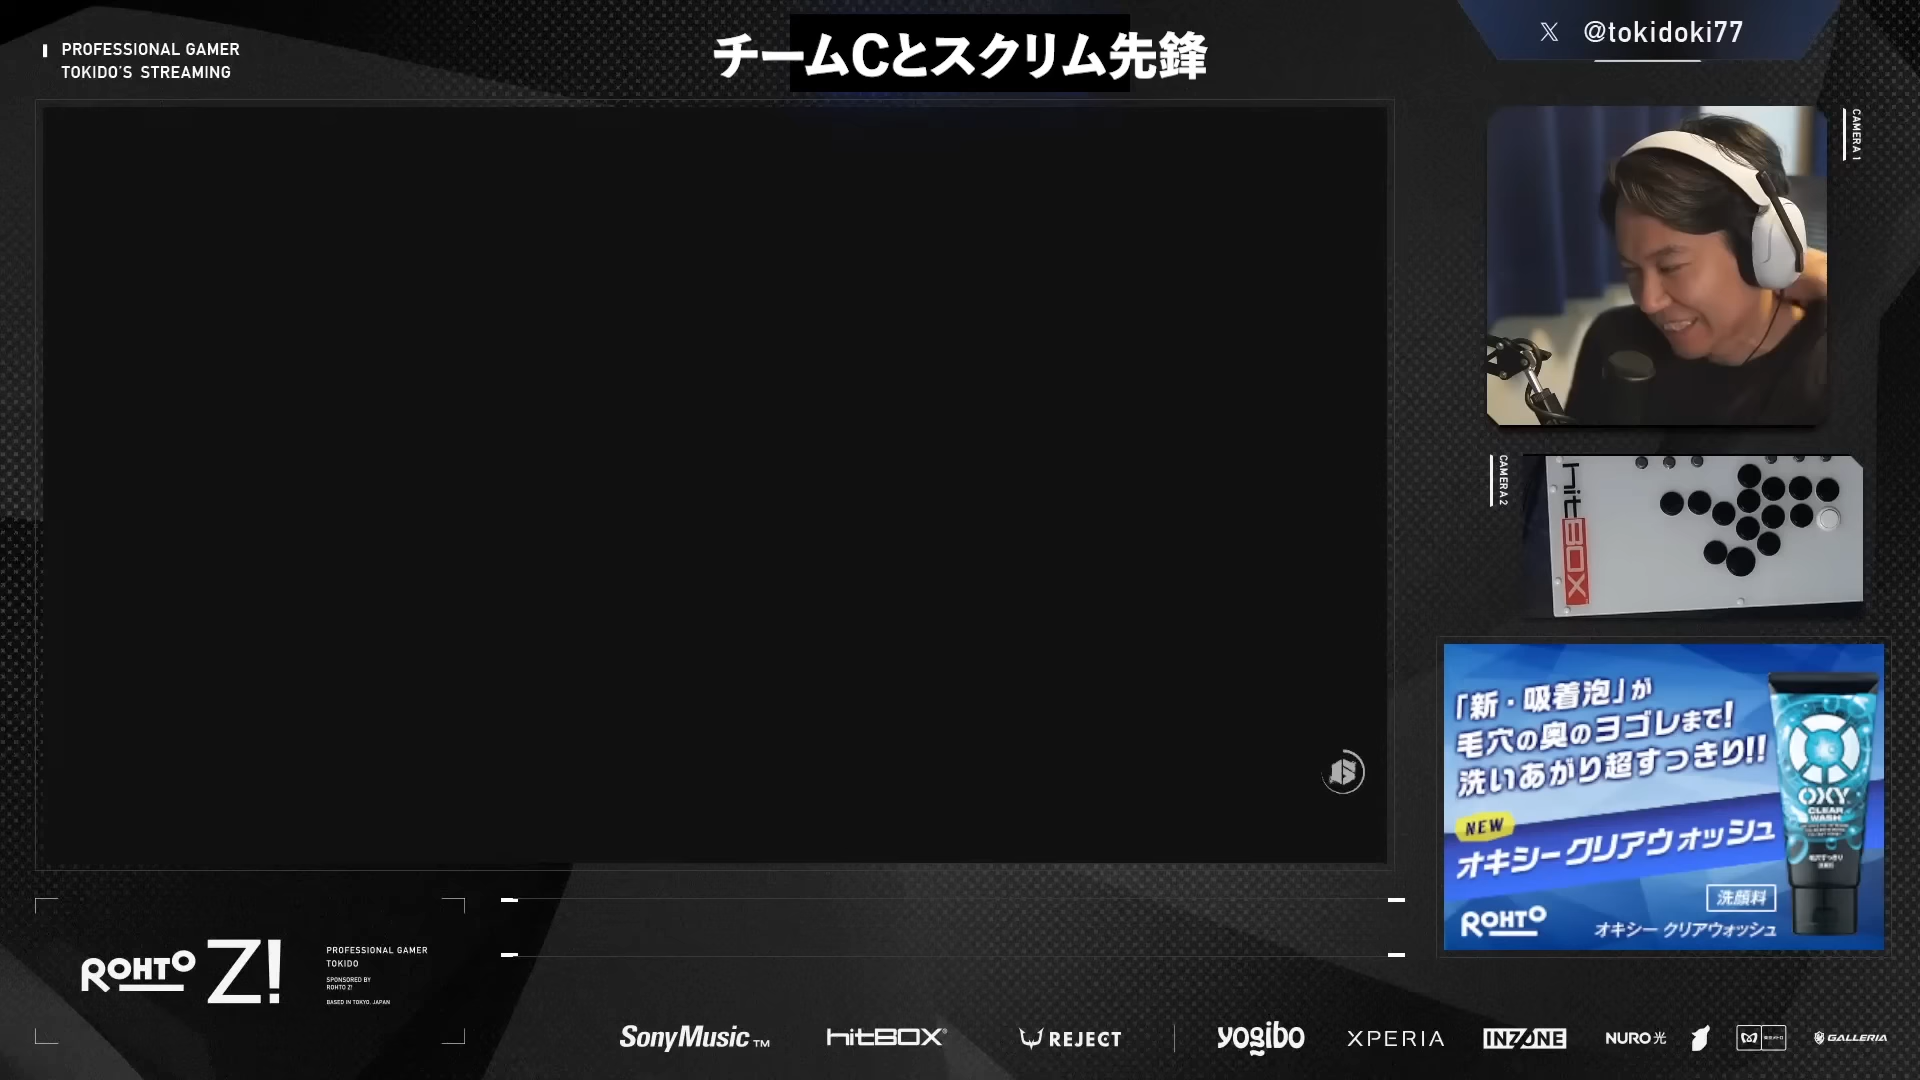 PROFESSIONAL GAMER
TOKIDO'S STREAMING
チームCとスクリム先鋒
@tokidoki77
CAMERA 1
CAMERA 2
hitBOX
「新・吸着泡」が
毛穴の奥のヨゴレまで!
洗いあがり超すっきり!!
NEW
オキシー クリアウォッシュ
OXY
CLEAR
WASH
洗顔料
ROHTO
オキシー クリアウォッシュ
ROHTO Z!
PROFESSIONAL GAMER
TOKIDO
SPONSORED BY
ROHTO Z!
BASED IN TOKYO, JAPAN
SonyMusic TM
hitBOX
REJECT
yogibo
XPERIA
INZONE
NURO 光
GALLERIA